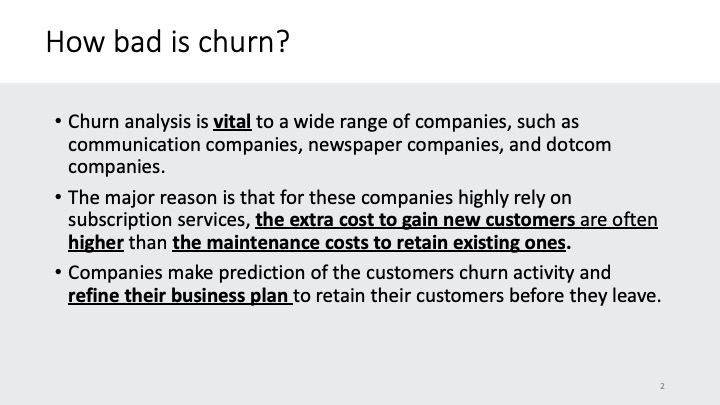 How bad is churn?
• Churn analysis is vital to a wide range of companies, such as
communication companies, newspaper companies, and dotcom
companies.
• The major reason is that for these companies highly rely on
subscription services, the extra cost to gain new customers are often
higher than the maintenance costs to retain existing ones.
• Companies make prediction of the customers churn activity and
refine their business plan to retain their customers before they leave.
2